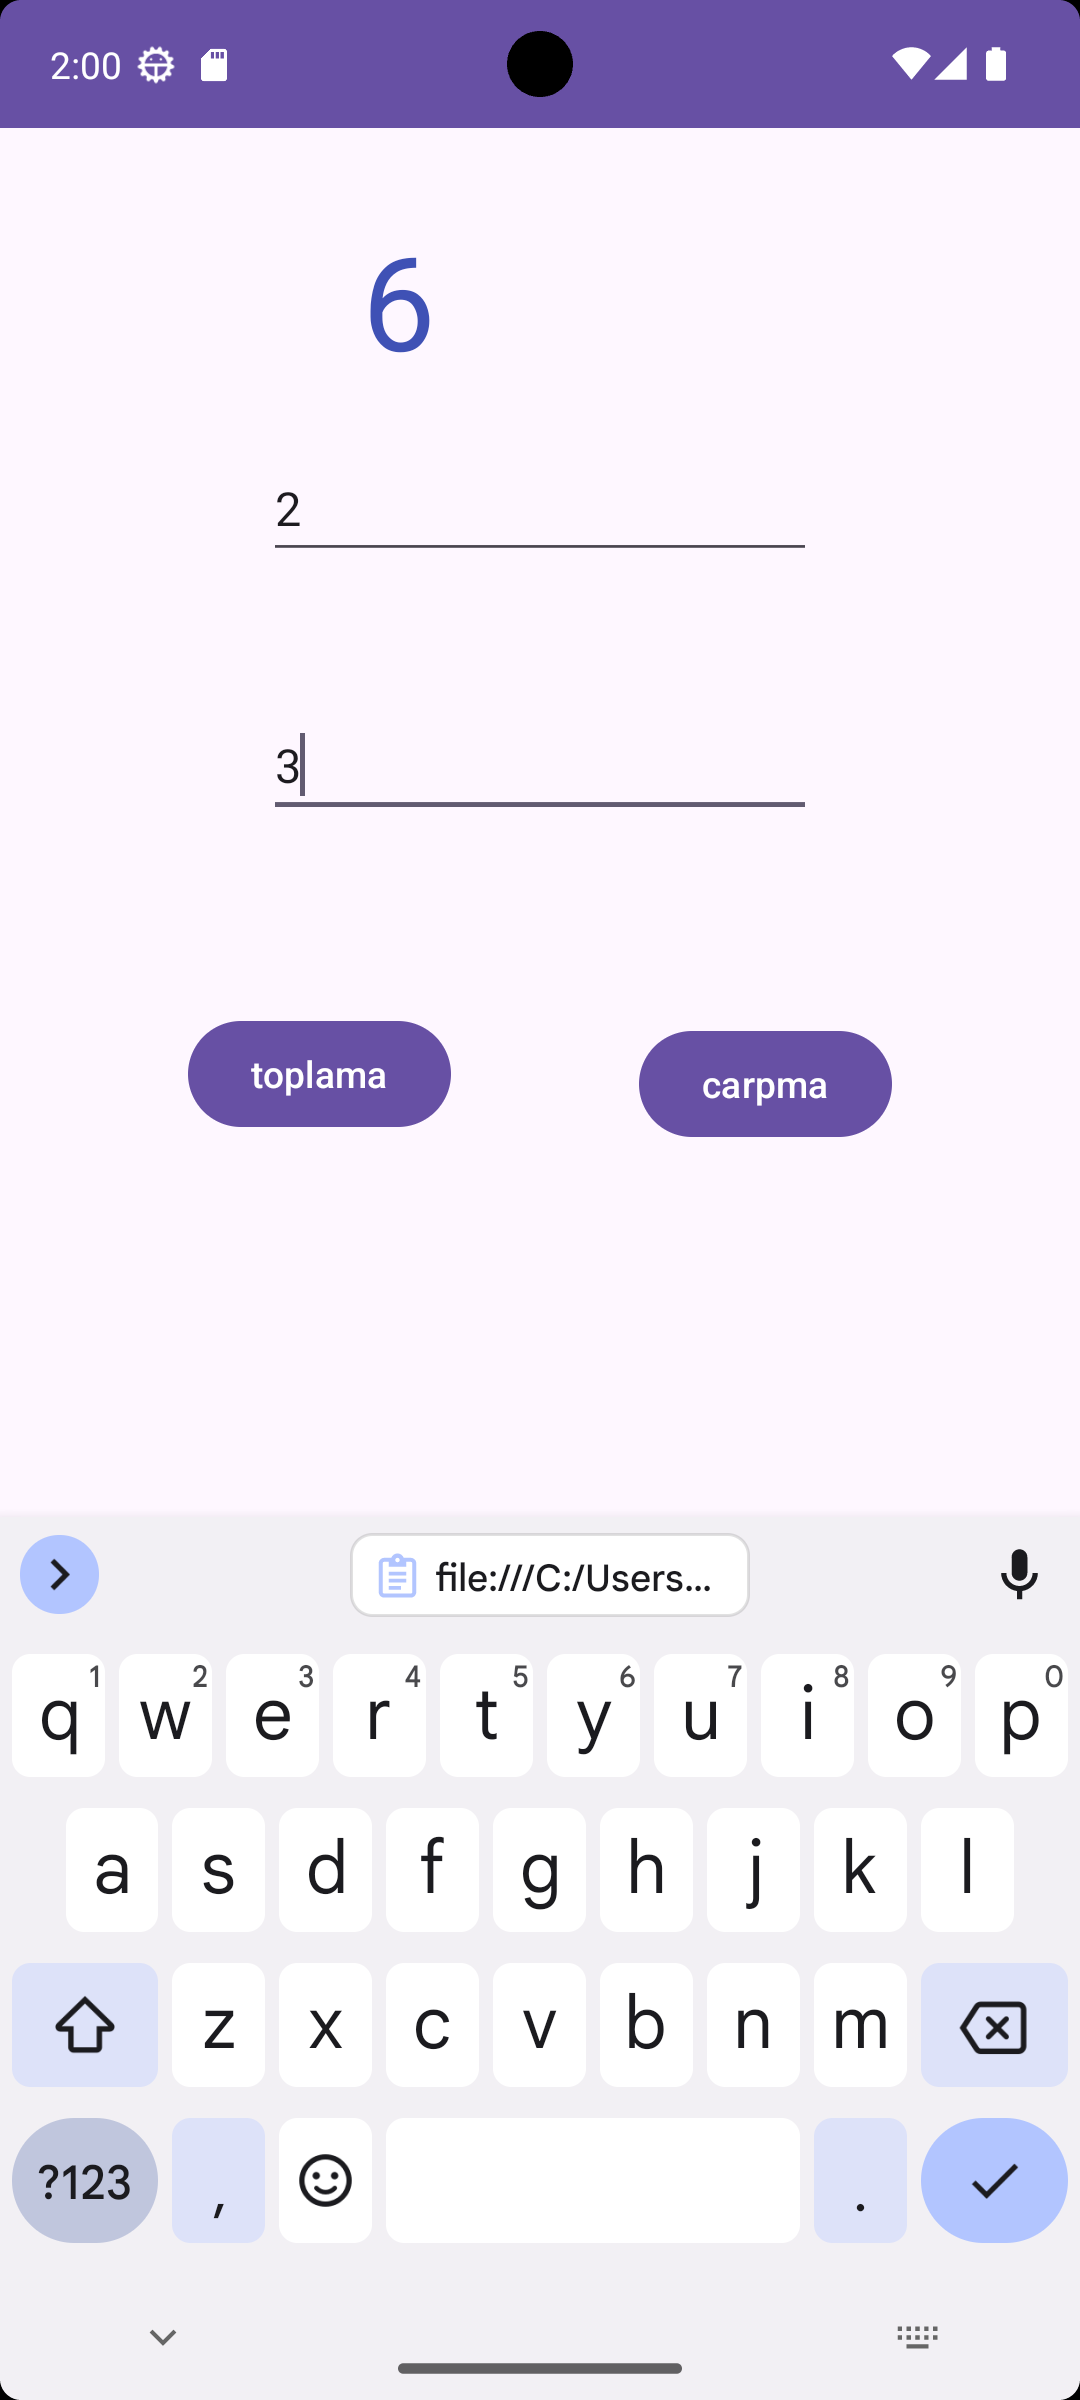 2:00
6
2
3
toplama
carpma
file:///C:/Users...
1 2 3 4 5 6 7 8 9 0
q w e r t y u i o p
a s d f g h j k l
z x c v b n m
?123 , .